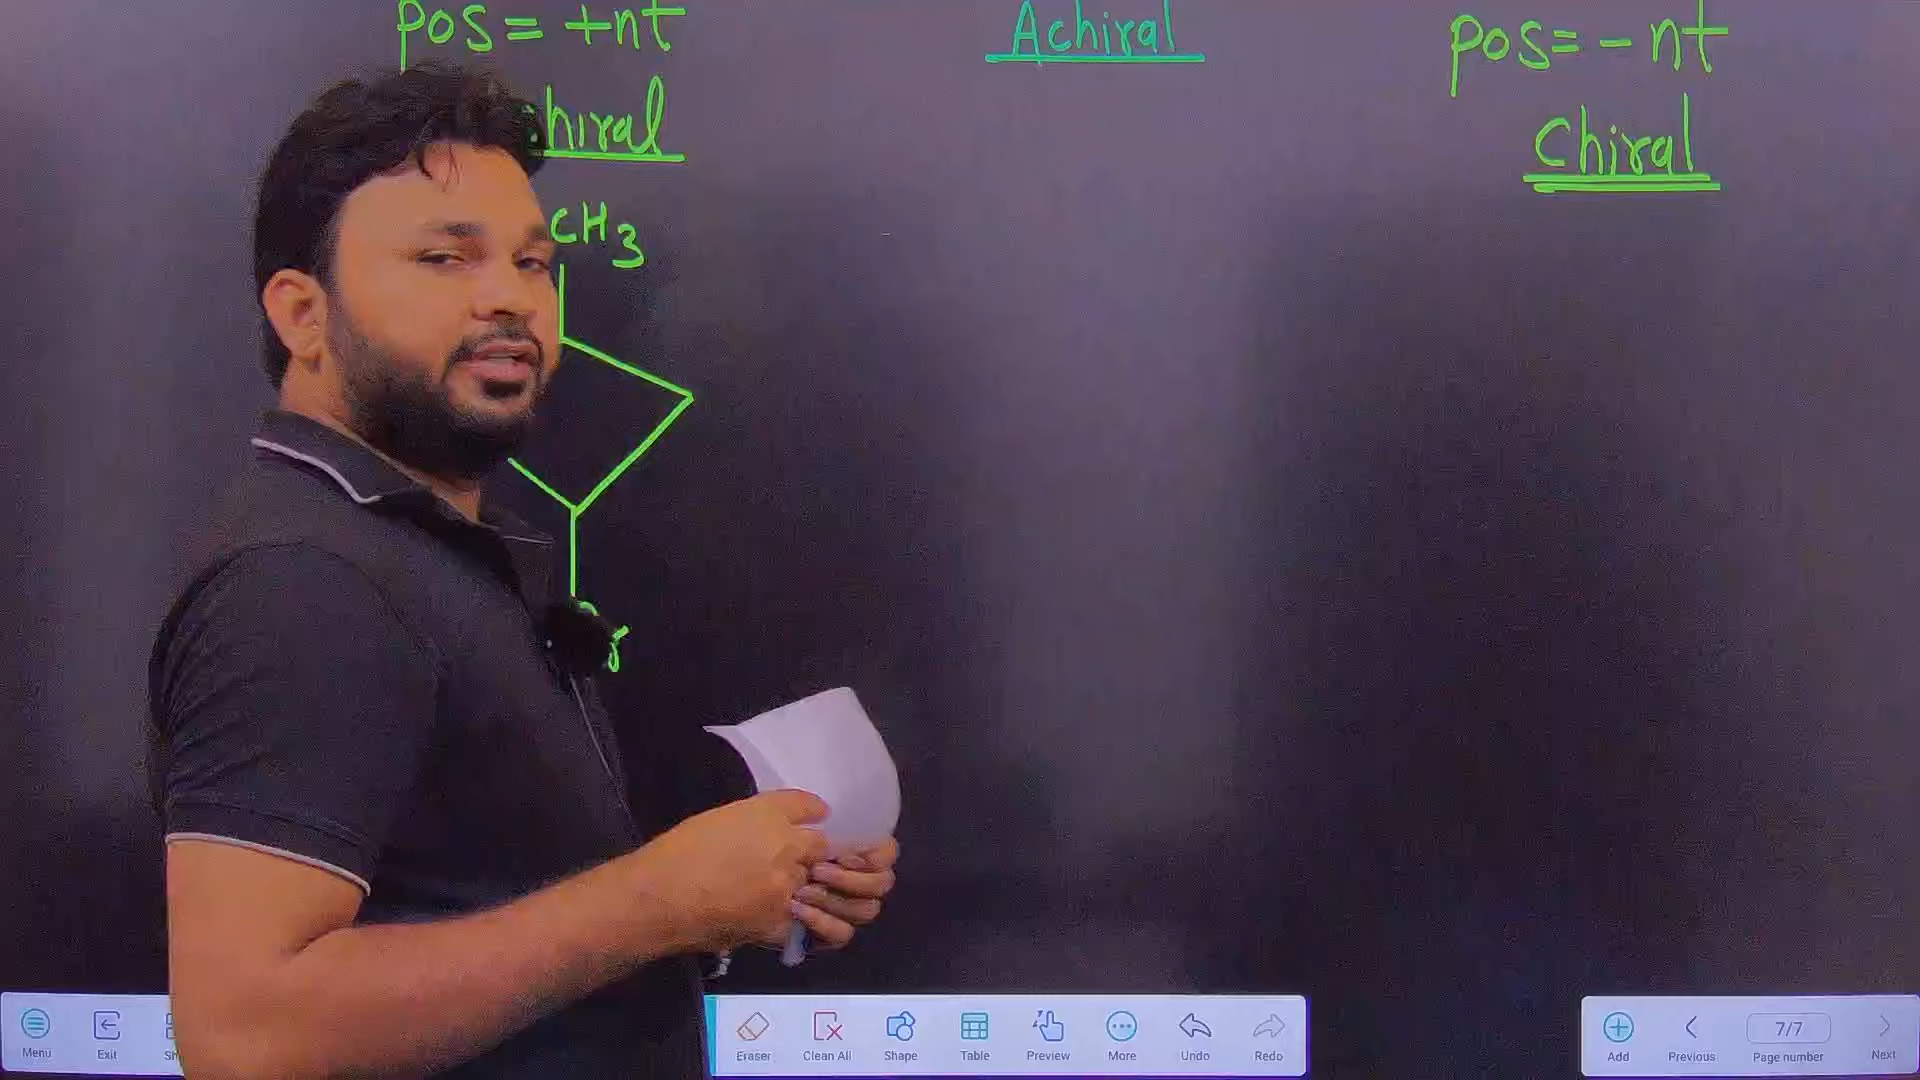 pos = +nt
Achiral
pos = -nt
hiral
Chiral
CH3
Menu
Exit
Eraser
Clean All
Shape
Table
Preview
More
Undo
Redo
Add
Previous
7/7
Page number
Next